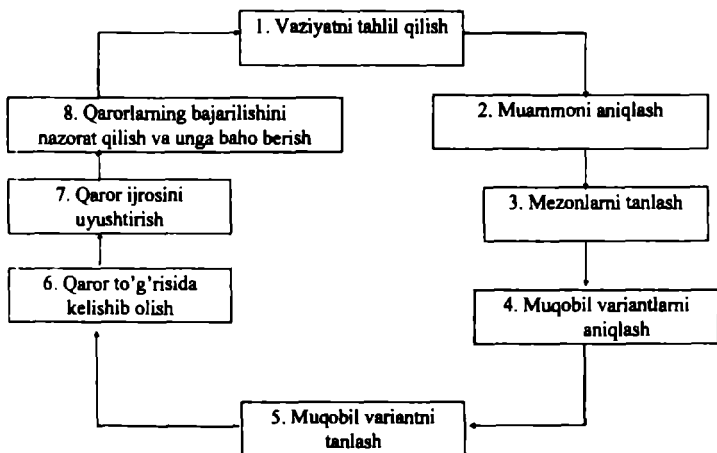 1. Vaziyatni tahlil qilish
2. Muammoni aniqlash
3. Mezonlarni tanlash
4. Muqobil variantlarni
aniqlash
5. Muqobil variantni
tanlash
6. Qaror to'g'risida
kelishib olish
7. Qaror ijrosini
uyushtirish
8. Qarorlarning bajarilishini
nazorat qilish va unga baho berish